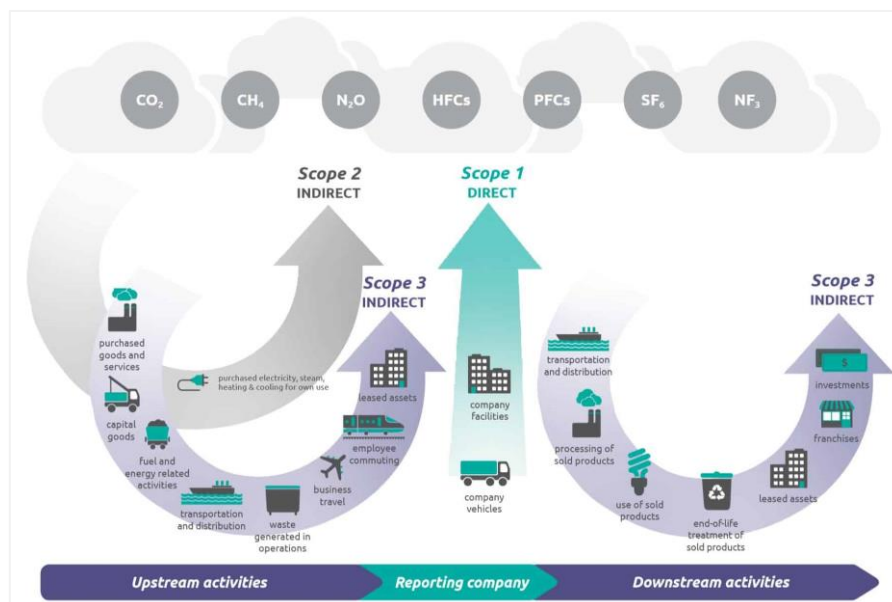 CO₂
CH₄
N₂O
HFCs
PFCs
SF₆
NF₃
Scope 2
INDIRECT
Scope 1
DIRECT
Scope 3
INDIRECT
Scope 3
INDIRECT
purchased
goods and
services
capital
goods
fuel and
energy related
activities
transportation
and distribution
waste
generated in
operations
business
travel
employee
commuting
leased assets
purchased electricity, steam,
heating & cooling for own use
company
facilities
company
vehicles
transportation
and distribution
processing of
sold products
use of sold
products
end-of-life
treatment of
sold products
leased assets
franchises
$
investments
Upstream activities
Reporting company
Downstream activities